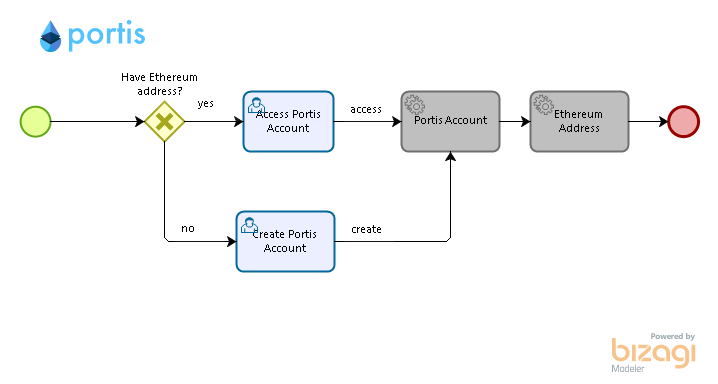 portis
Have Ethereum
address?
yes
Access Portis
Account
access
Portis Account
Ethereum
Address
no
Create Portis
Account
create
Powered by
bizagi
Modeler